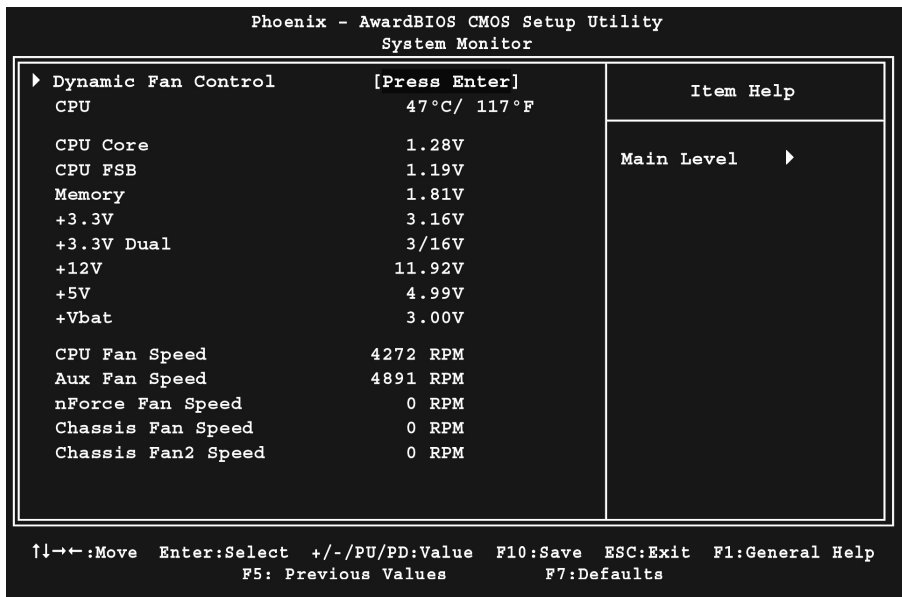 Phoenix - AwardBIOS CMOS Setup Utility
System Monitor
Dynamic Fan Control [Press Enter]
CPU 47°C/ 117°F
CPU Core 1.28V
CPU FSB 1.19V
Memory 1.81V
+3.3V 3.16V
+3.3V Dual 3/16V
+12V 11.92V
+5V 4.99V
+Vbat 3.00V
CPU Fan Speed 4272 RPM
Aux Fan Speed 4891 RPM
nForce Fan Speed 0 RPM
Chassis Fan Speed 0 RPM
Chassis Fan2 Speed 0 RPM
Item Help
Main Level
↑↓→←:Move Enter:Select +/-/PU/PD:Value F10:Save ESC:Exit F1:General Help
F5: Previous Values F7:Defaults